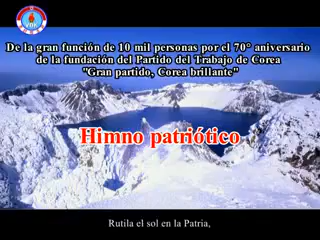 De la gran función de 10 mil personas por el 70° aniversario
de la fundación del Partido del Trabajo de Corea
"Gran partido, Corea brillante"
Himno patriótico
Rutila el sol en la Patria,